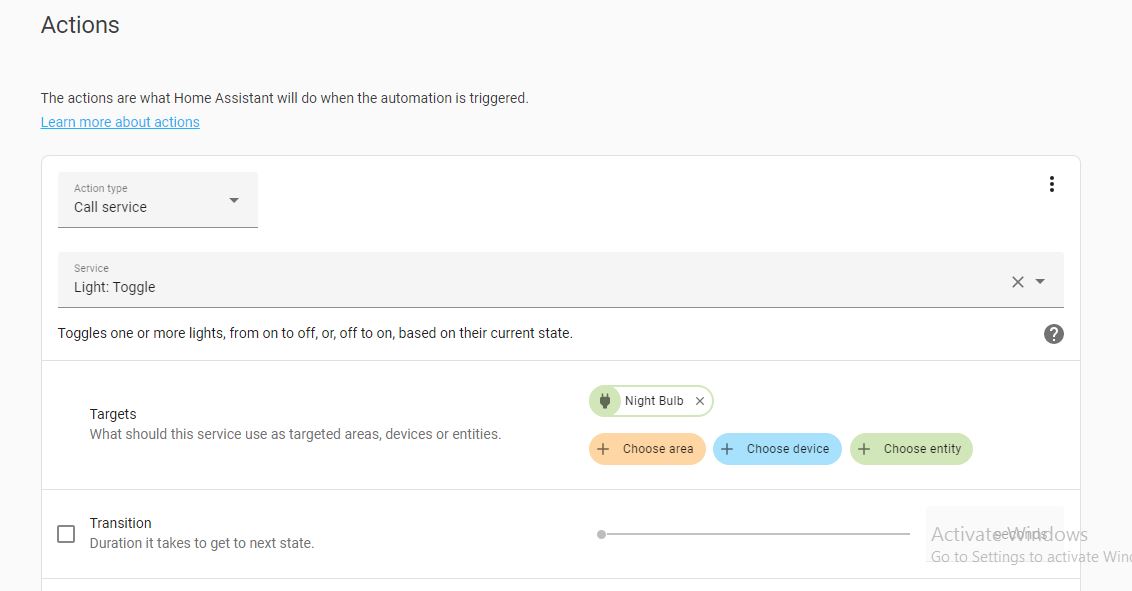 Actions
The actions are what Home Assistant will do when the automation is triggered.
Learn more about actions
Action type
Call service
Service
Light: Toggle
Toggles one or more lights, from on to off, or, off to on, based on their current state.
Targets
What should this service use as targeted areas, devices or entities.
Night Bulb
Choose area
Choose device
Choose entity
Transition
Duration it takes to get to next state.
seconds
Activate Windows
Go to Settings to activate Win